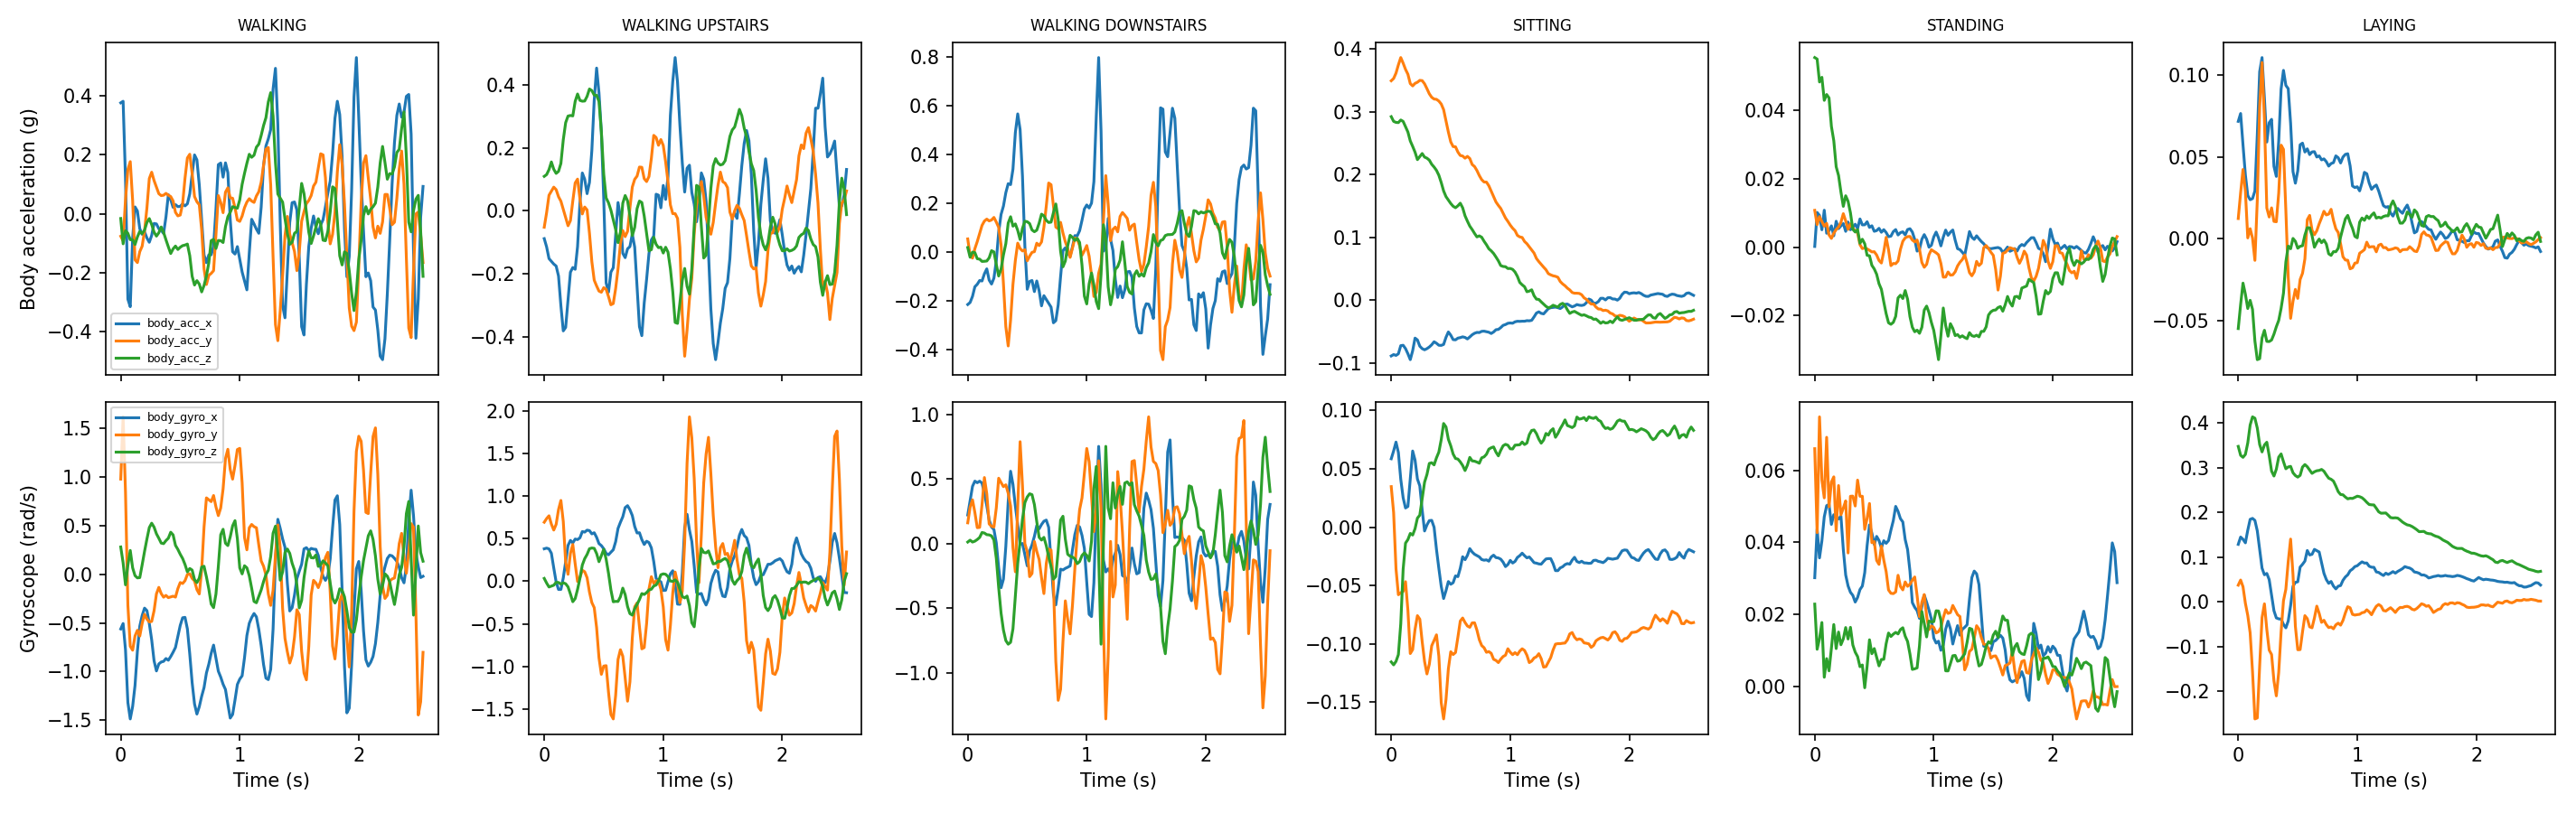 WALKING
WALKING UPSTAIRS
WALKING DOWNSTAIRS
SITTING
STANDING
LAYING
Body acceleration (g)
0.4
0.2
0.0
−0.2
−0.4
body_acc_x
body_acc_y
body_acc_z
0.4
0.2
0.0
−0.2
−0.4
0.8
0.6
0.4
0.2
0.0
−0.2
−0.4
0.4
0.3
0.2
0.1
0.0
−0.1
0.04
0.02
0.00
−0.02
0.10
0.05
0.00
−0.05
Gyroscope (rad/s)
1.5
1.0
0.5
0.0
−0.5
−1.0
−1.5
body_gyro_x
body_gyro_y
body_gyro_z
0 1 2
Time (s)
2.0
1.5
1.0
0.5
0.0
−0.5
−1.0
−1.5
0 1 2
Time (s)
1.0
0.5
0.0
−0.5
−1.0
0 1 2
Time (s)
0.10
0.05
0.00
−0.05
−0.10
−0.15
0 1 2
Time (s)
0.06
0.04
0.02
0.00
0 1 2
Time (s)
0.4
0.3
0.2
0.1
0.0
−0.1
−0.2
0 1 2
Time (s)